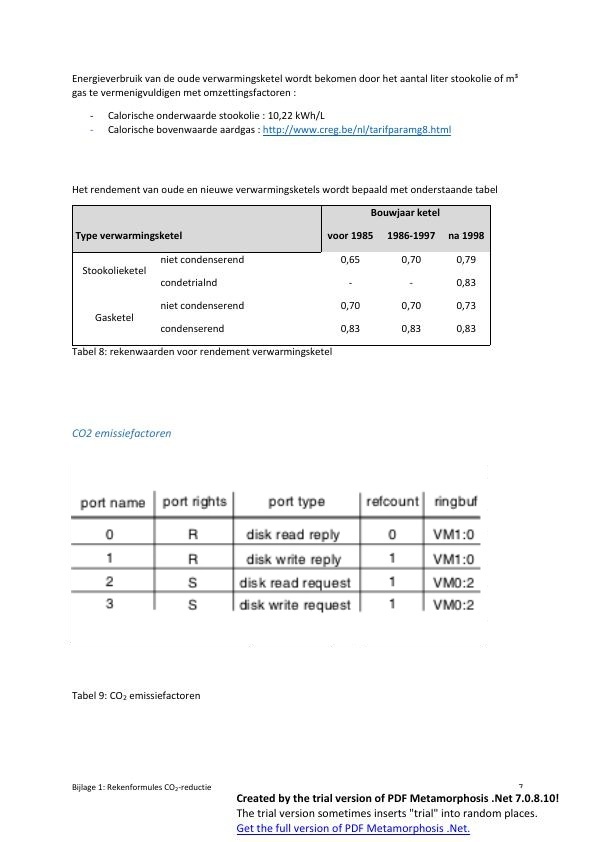 Energieverbruik van de oude verwarmingsketel wordt bekomen door het aantal liter stookolie of m³
gas te vermenigvuldigen met omzettingsfactoren :
- Calorische onderwaarde stookolie : 10,22 kWh/L
- Calorische bovenwaarde aardgas : http://www.creg.be/nl/tarifparamg8.html
Het rendement van oude en nieuwe verwarmingsketels wordt bepaald met onderstaande tabel
Bouwjaar ketel
Type verwarmingsketel voor 1985 1986-1997 na 1998
Stookolieketel niet condenserend 0,65 0,70 0,79
condetrialnd - - 0,83
Gasketel niet condenserend 0,70 0,70 0,73
condenserend 0,83 0,83 0,83
Tabel 8: rekenwaarden voor rendement verwarmingsketel
CO2 emissiefactoren
port name port rights port type refcount ringbuf
0 R disk read reply 0 VM1:0
1 R disk write reply 1 VM1:0
2 S disk read request 1 VM0:2
3 S disk write request 1 VM0:2
Tabel 9: CO₂ emissiefactoren
Bijlage 1: Rekenformules CO₂-reductie
Created by the trial version of PDF Metamorphosis .Net 7.0.8.10!
The trial version sometimes inserts "trial" into random places.
Get the full version of PDF Metamorphosis .Net.